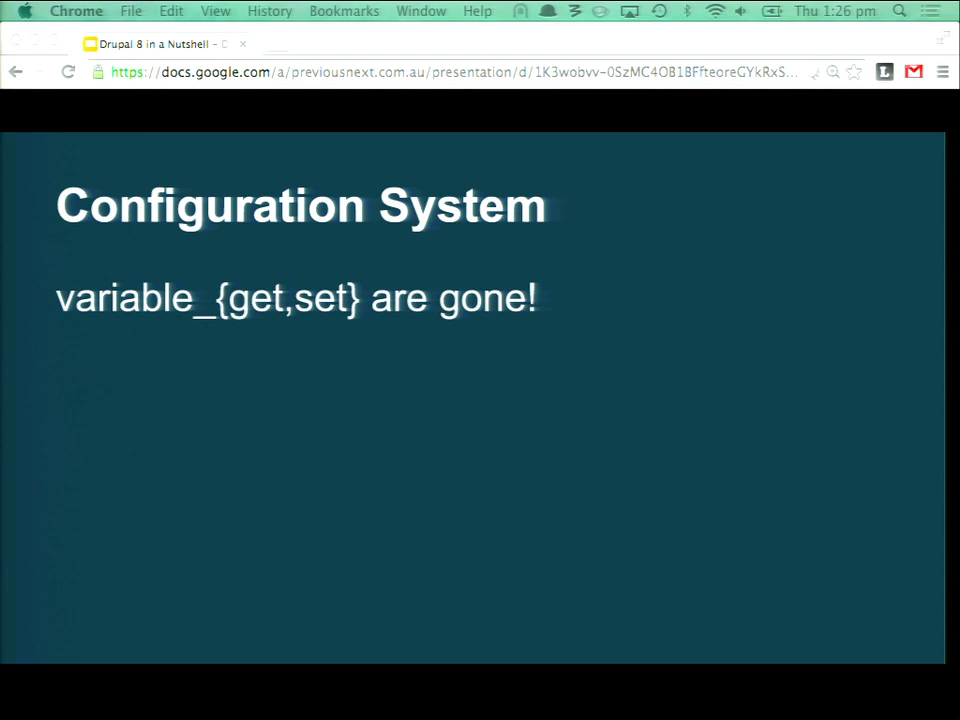 Chrome File Edit View History Bookmarks Window Help Thu 1:26 pm
Drupal 8 in a Nutshell –
https://docs.google.com/a/previousnext.com.au/presentation/d/1K3wobvv-0SzMC4OB1BFfteoreGYkRxS...
Configuration System
variable_{get,set} are gone!